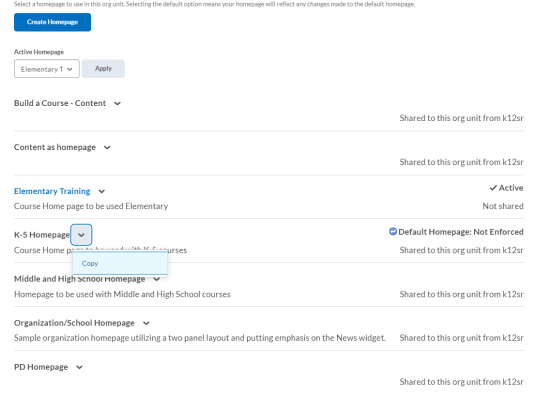 Select a homepage to use in this org unit. Selecting the default option means your homepage will reflect any changes made to the default homepage.
Create Homepage
Active Homepage
Elementary T
Apply
Build a Course - Content
Shared to this org unit from k12sr
Content as homepage
Shared to this org unit from k12sr
Elementary Training
Active
Course Home page to be used Elementary
Not shared
K-5 Homepage
Default Homepage: Not Enforced
Course Home page to be used with K-5 courses
Shared to this org unit from k12sr
Copy
Middle and High School Homepage
Homepage to be used with Middle and High School courses
Shared to this org unit from k12sr
Organization/School Homepage
Sample organization homepage utilizing a two panel layout and putting emphasis on the News widget.
Shared to this org unit from k12sr
PD Homepage
Shared to this org unit from k12sr